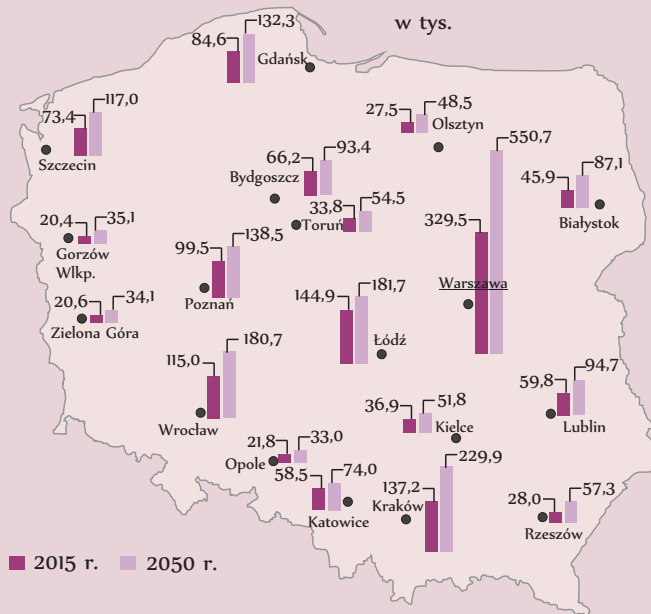 w tys.
84,6 132,3
Gdańsk
73,4 117,0
Szczecin
27,5 48,5
Olsztyn
66,2 93,4
Bydgoszcz
33,8 54,5
Toruń
329,5 550,7
Warszawa
45,9 87,1
Białystok
20,4 35,1
Gorzów
Wlkp.
99,5 138,5
Poznań
20,6 34,1
Zielona Góra
144,9 181,7
Łódź
115,0 180,7
Wrocław
59,8 94,7
Lublin
36,9 51,8
Kielce
21,8 33,0
Opole
58,5 74,0
Katowice
137,2 229,9
Kraków
28,0 57,3
Rzeszów
2015 r. 2050 r.